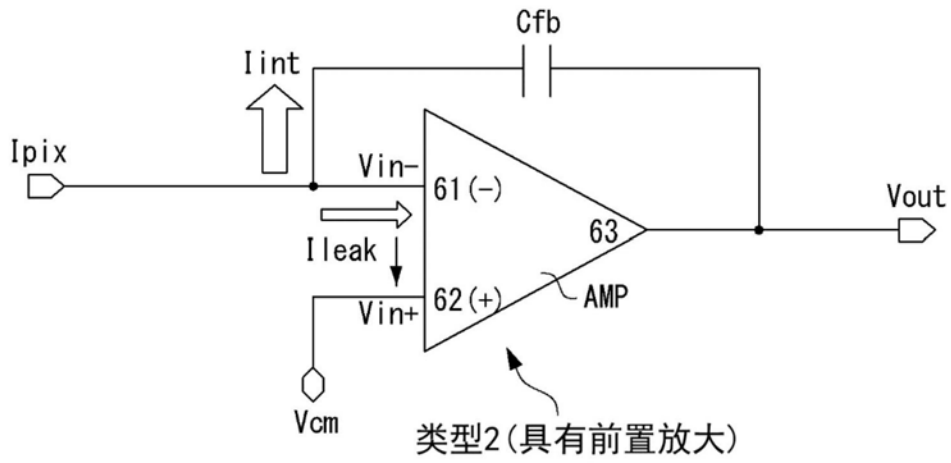 Cfb
Iint
Ipix
Vin-
61(-)
Vout
63
Ileak
62(+)
AMP
Vin+
Vcm
类型2(具有前置放大)